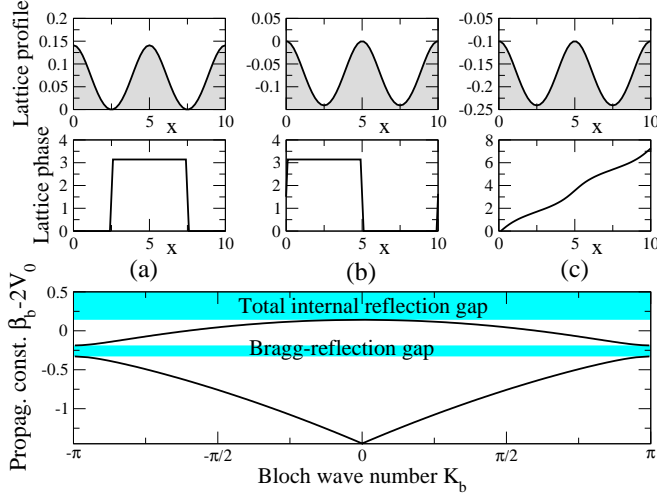 Lattice profile
0.2
0.15
0.1
0.05
0
0 5 10
x
0.05
0
-0.05
-0.1
0 5 10
x
-0.05
-0.1
-0.15
-0.2
-0.25
0 5 10
x
Lattice phase
4
3
2
1
0
0 5 10
x
4
3
2
1
0
0 5 10
x
8
6
4
2
0
0 5 10
x
(a) (b) (c)
Propag. const. β_b-2V_0
0.5
0
-0.5
-1
Total internal reflection gap
Bragg-reflection gap
-π -π/2 0 π/2 π
Bloch wave number K_b